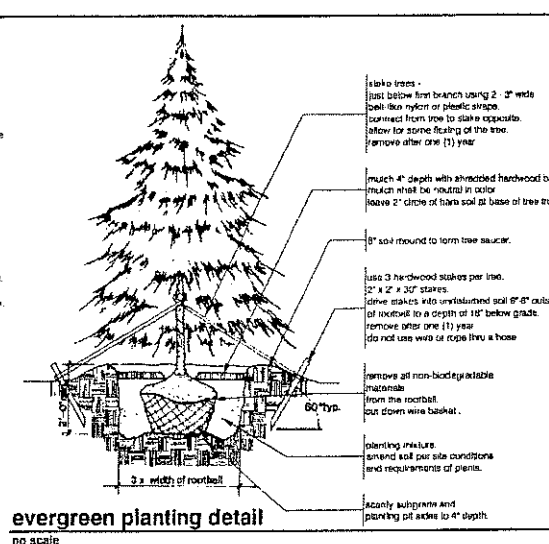 stake trees -
just below first branch using 2 - 3" wide
belt-like nylon or plastic straps.
connect from tree to stake opposite.
allow for some flexing of the tree.
remove after one (1) year
mulch 4" depth with shredded hardwood
mulch shall be neutral in color
leave 2" circle of bare soil at base of tree
soil mound to form tree saucer.
use 3 hardwood stakes per tree.
2" x 2" x 30" stakes.
drive stakes into undisturbed soil 6"-8"
of rootball to a depth of 18" below grade.
remove after one (1) year
do not use wire or rope thru a hose
remove all non-biodegradable
materials
from the rootball.
cut down wire basket.
60° typ.
planting mixture.
amend soil per site conditions
and requirements of plants.
3 x width of rootball
scarify subgrade and
planting pit sides to 4" depth.
evergreen planting detail
no scale